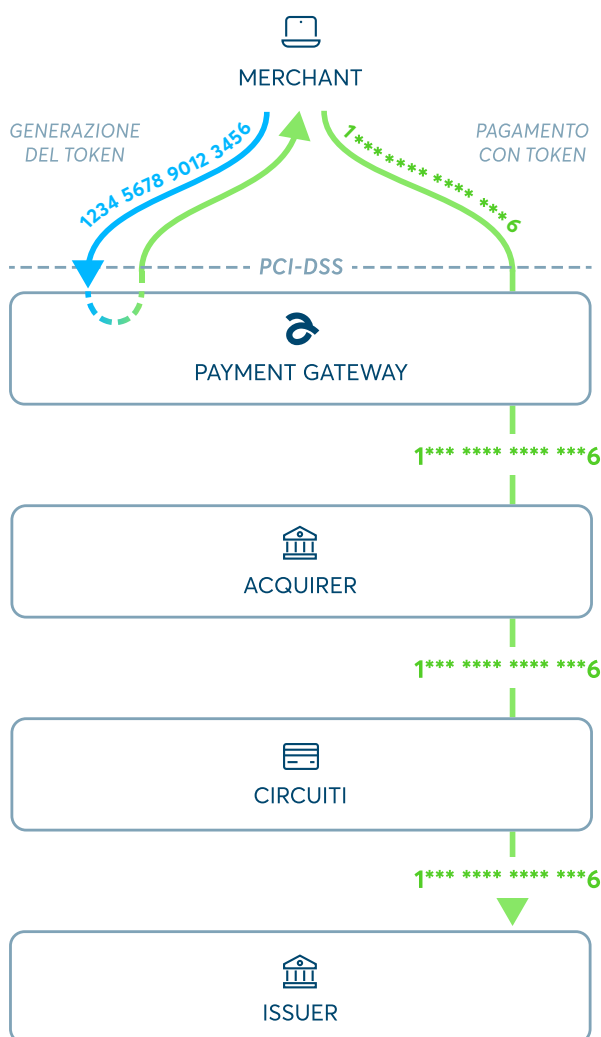 MERCHANT
GENERAZIONE
DEL TOKEN
1234 5678 9012 3456
1*** **** **** ***6
PAGAMENTO
CON TOKEN
PCI-DSS
PAYMENT GATEWAY
1*** **** **** ***6
ACQUIRER
1*** **** **** ***6
CIRCUITI
1*** **** **** ***6
ISSUER